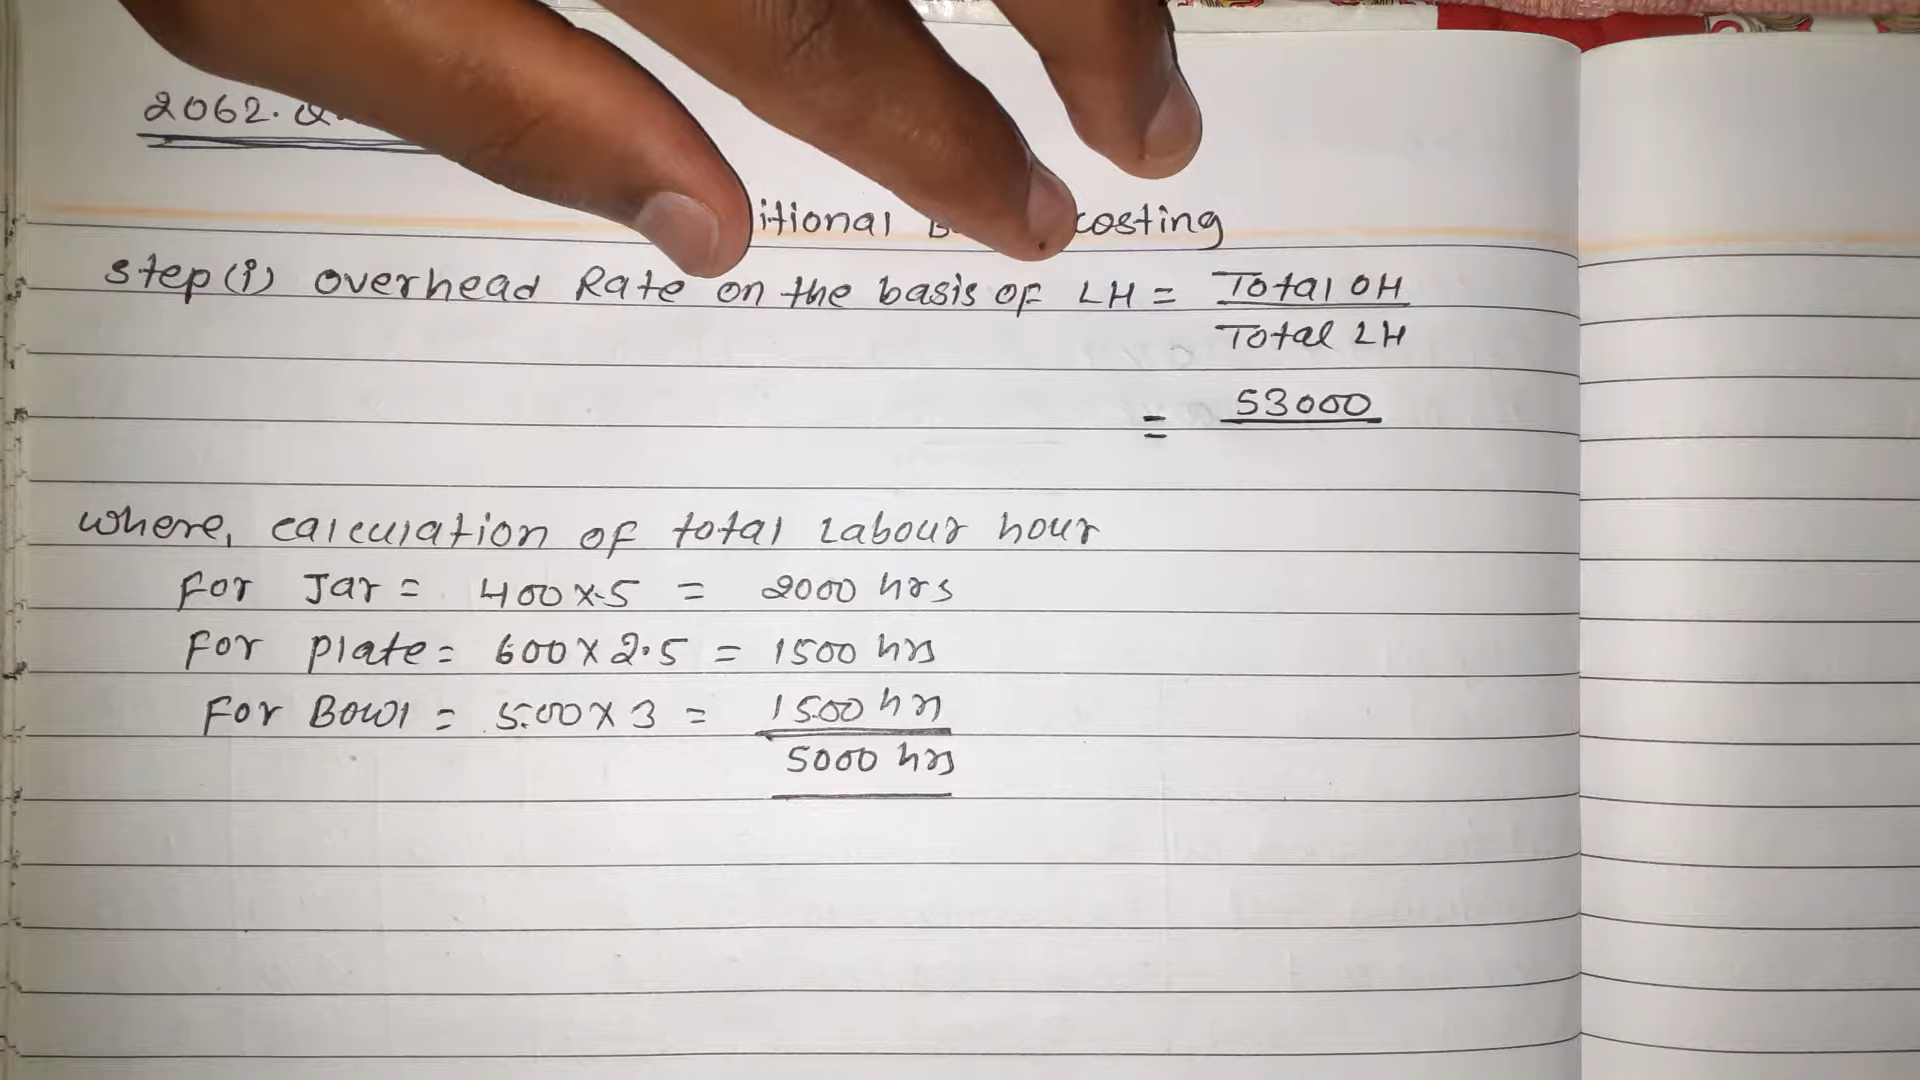 2062.
itional costing
step(i) overhead Rate on the basis of LH = Total OH
Total LH
= 53000
where, calculation of total Labour hour
For Jar = 400x5 = 2000 hrs
For plate = 600 x 2.5 = 1500 hrs
For Bowl = 500 x 3 = 1500 hrs
5000 hrs